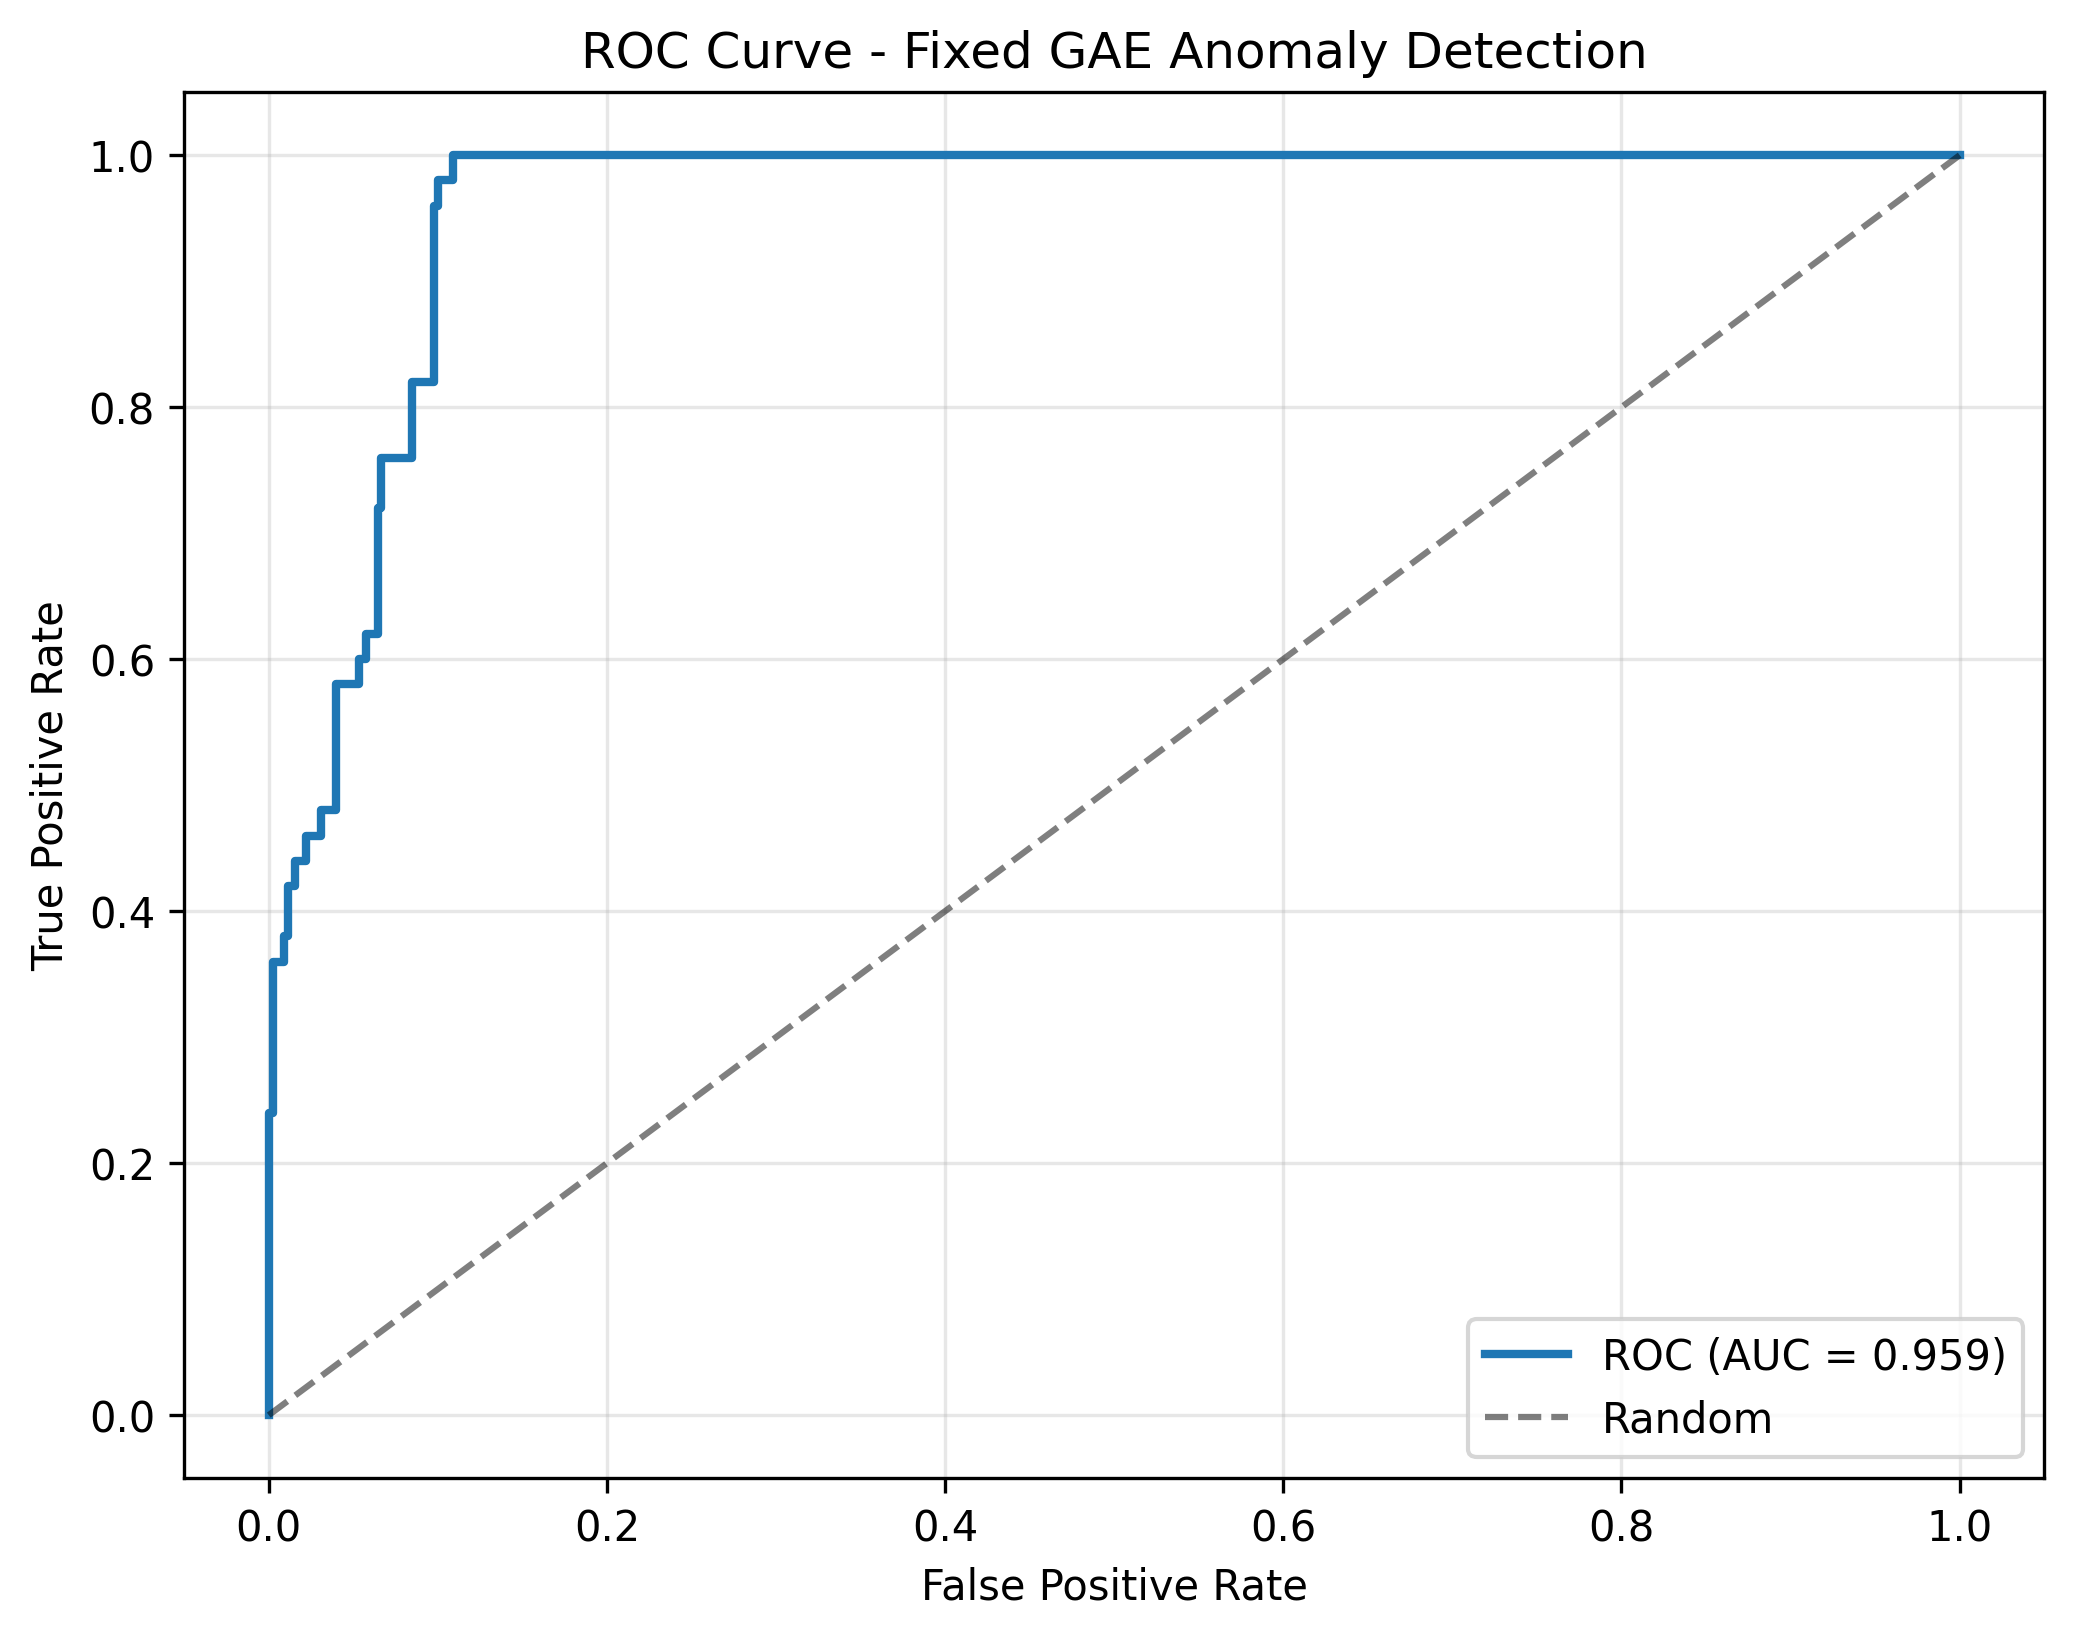 ROC Curve - Fixed GAE Anomaly Detection
True Positive Rate
1.0
0.8
0.6
0.4
0.2
0.0
0.0 0.2 0.4 0.6 0.8 1.0
False Positive Rate
ROC (AUC = 0.959)
Random